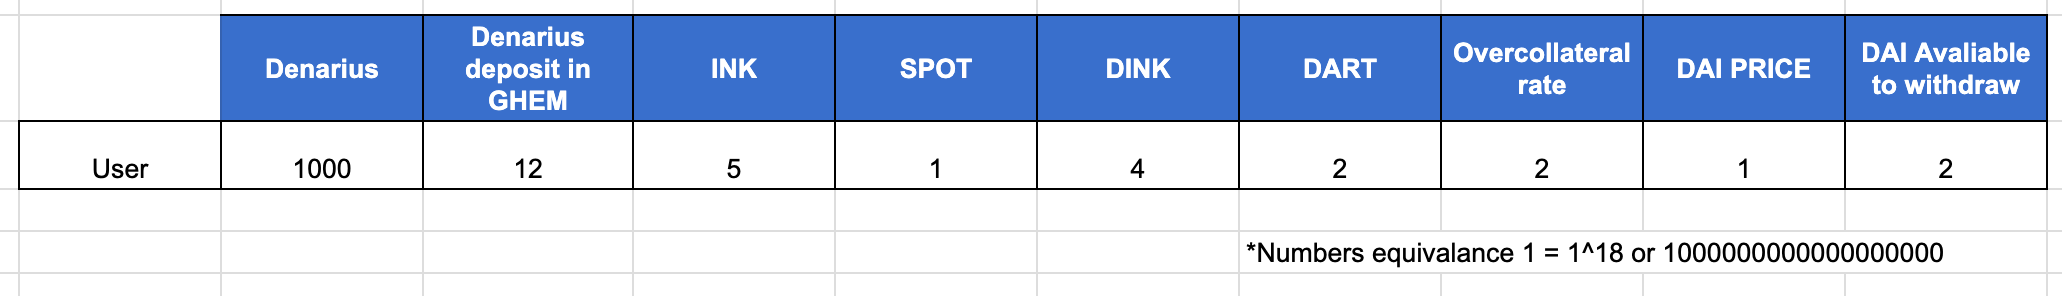 Denarius
Denarius
deposit in
GHEM
INK
SPOT
DINK
DART
Overcollateral
rate
DAI PRICE
DAI Avaliable
to withdraw
User
1000
12
5
1
4
2
2
1
2
*Numbers equivalance 1 = 1^18 or 1000000000000000000